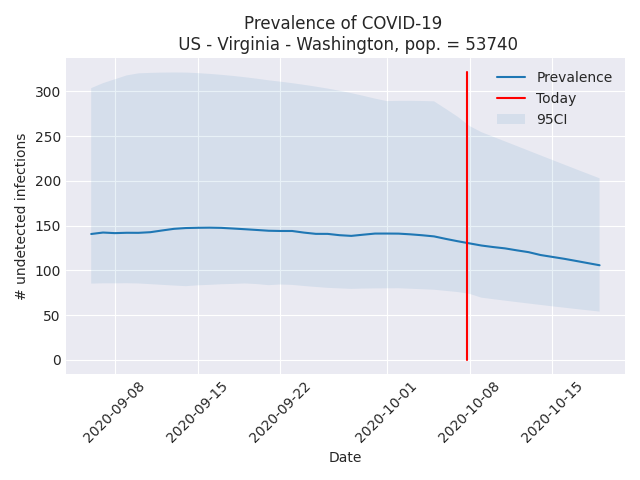 Prevalence of COVID-19
US - Virginia - Washington, pop. = 53740
Prevalence
Today
95CI
# undetected infections
300
250
200
150
100
50
0
2020-09-08
2020-09-15
2020-09-22
2020-10-01
2020-10-08
2020-10-15
Date